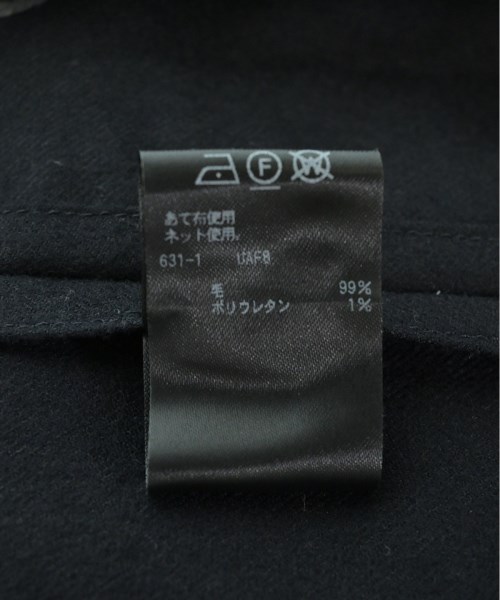 F W
あて布使用
ネット使用。
631-1 UAF8
毛 99%
ポリウレタン 1%